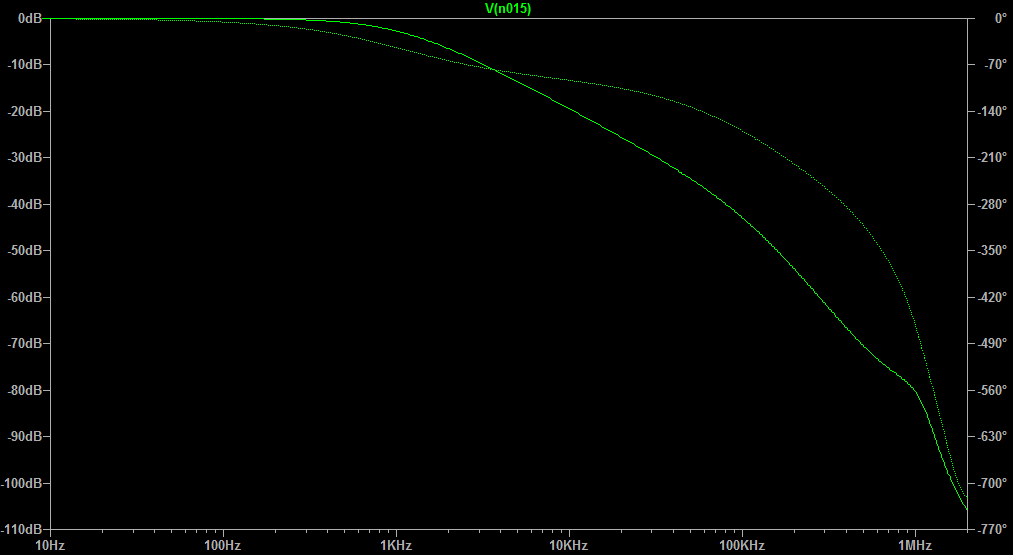 V(n015)
0dB 0°
-10dB -70°
-20dB -140°
-30dB -210°
-40dB -280°
-50dB -350°
-60dB -420°
-70dB -490°
-80dB -560°
-90dB -630°
-100dB -700°
-110dB -770°
10Hz 100Hz 1KHz 10KHz 100KHz 1MHz